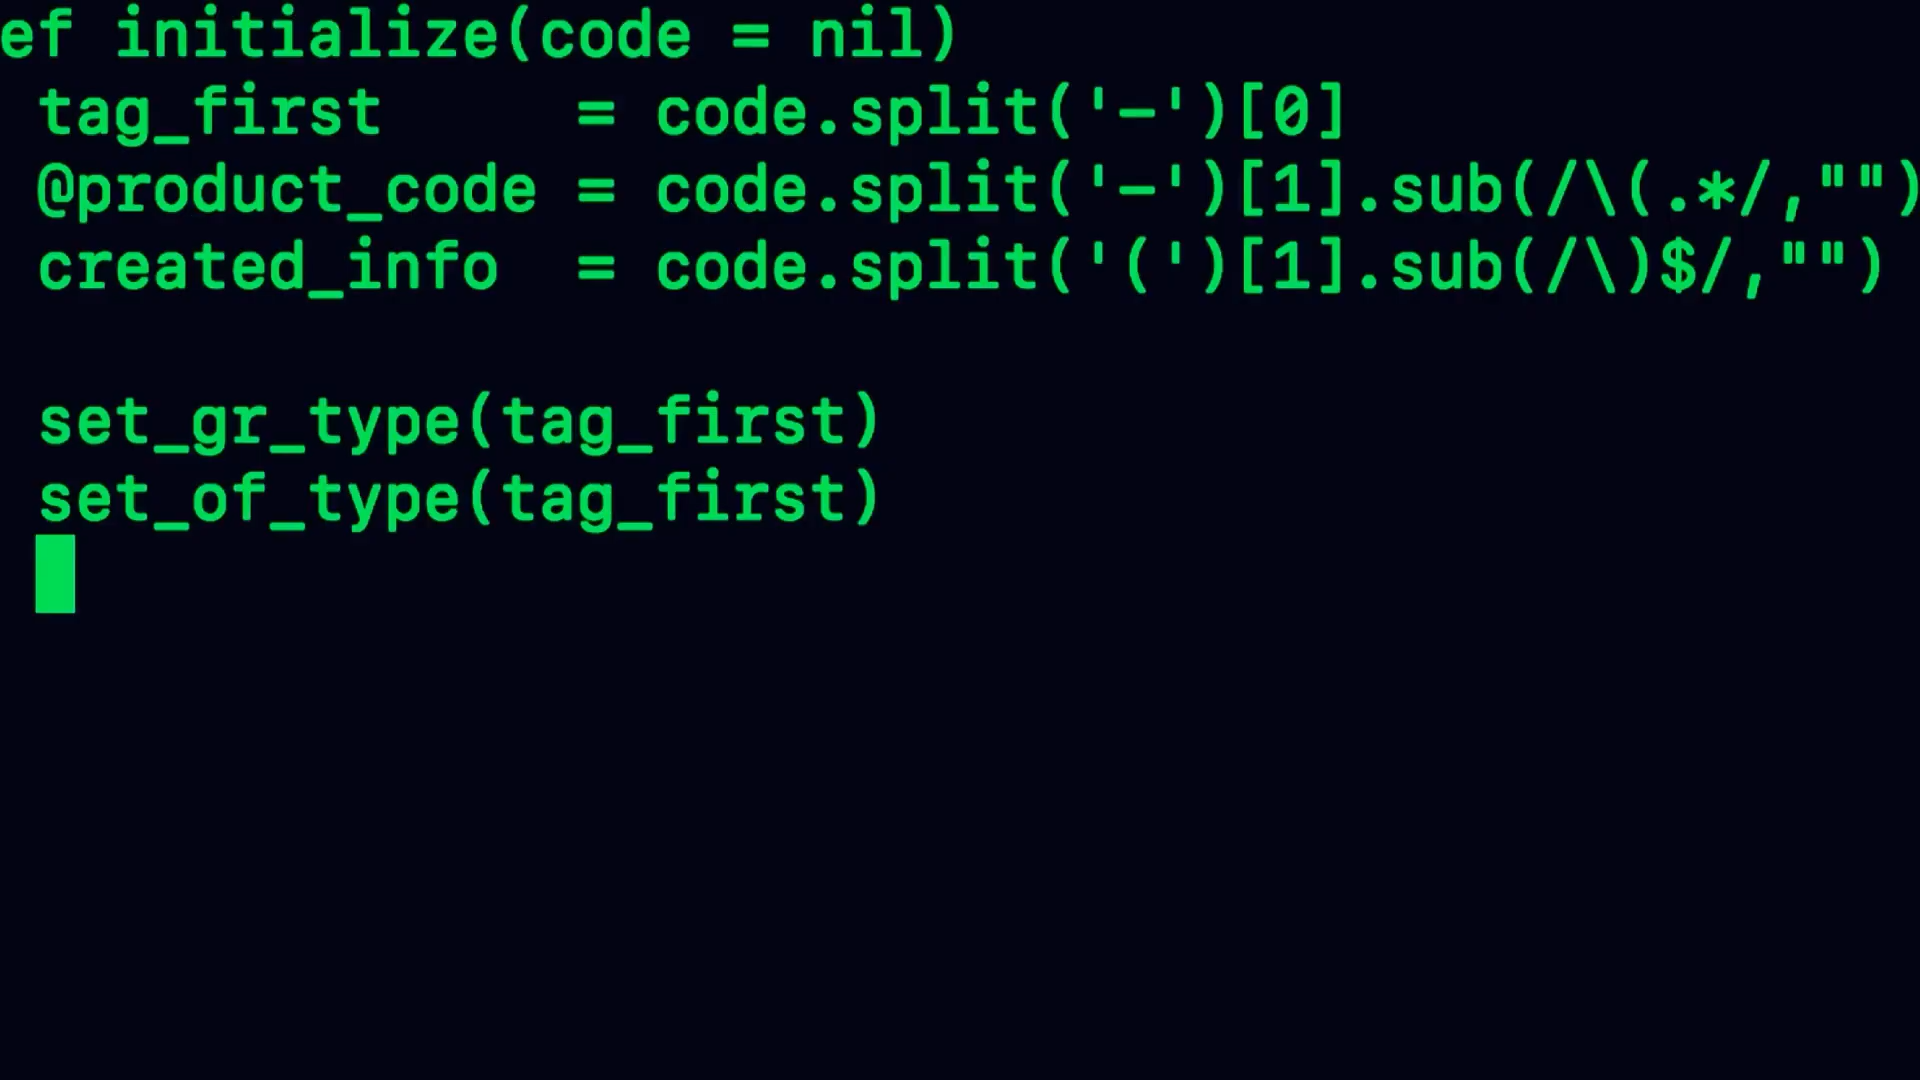 ef initialize(code = nil)
tag_first = code.split('-')[0]
@product_code = code.split('-')[1].sub(/\(.*/,"")
created_info = code.split('(')[1].sub(/\)$/,"")
set_gr_type(tag_first)
set_of_type(tag_first)